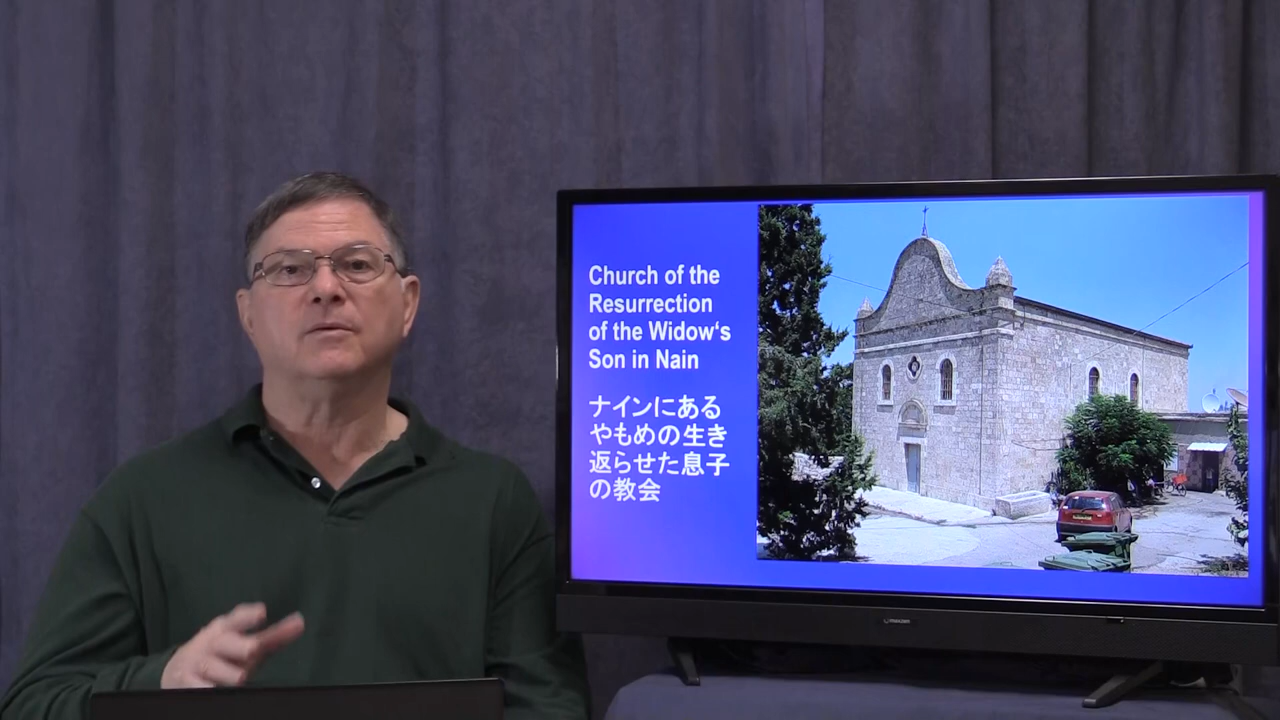 Church of the
Resurrection
of the Widow‘s
Son in Nain
ナインにある
やもめの生き
返らせた息子
の教会